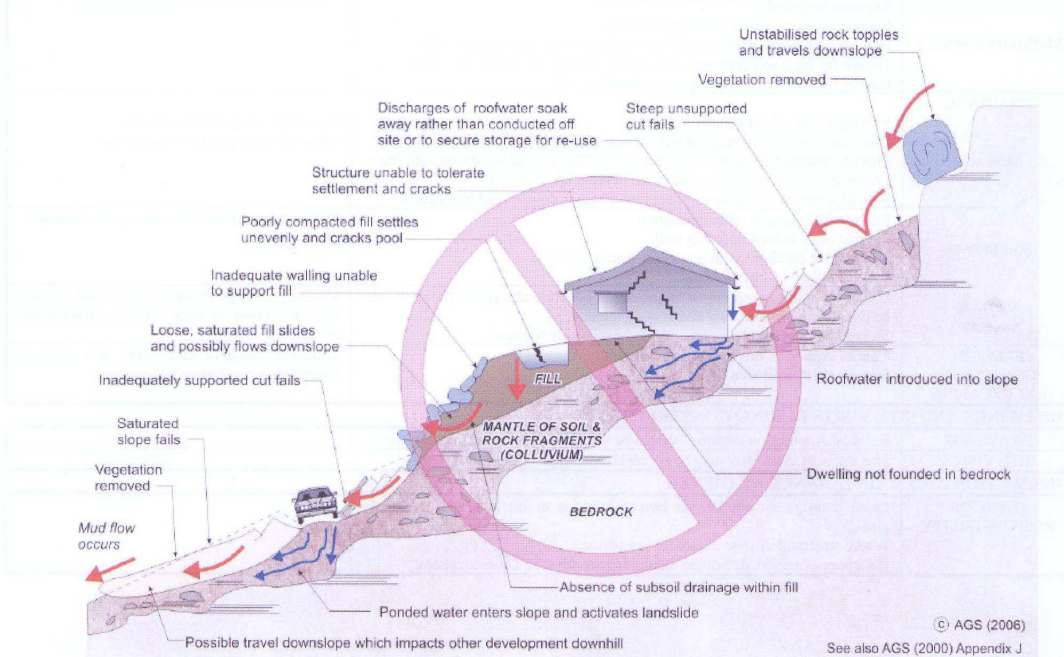 Unstabilised rock topples
and travels downslope
Vegetation removed
Discharges of roofwater soak
away rather than conducted off
site or to secure storage for re-use
Steep unsupported
cut fails
Structure unable to tolerate
settlement and cracks
Poorly compacted fill settles
unevenly and cracks pool
Inadequate walling unable
to support fill
Loose, saturated fill slides
and possibly flows downslope
Inadequately supported cut fails
Saturated
slope fails
Vegetation
removed
Mud flow
occurs
FILL
MANTLE OF SOIL &
ROCK FRAGMENTS
(COLLUVIUM)
Roofwater introduced into slope
Dwelling not founded in bedrock
BEDROCK
Absence of subsoil drainage within fill
Ponded water enters slope and activates landslide
Possible travel downslope which impacts other development downhill
© AGS (2006)
See also AGS (2000) Appendix J